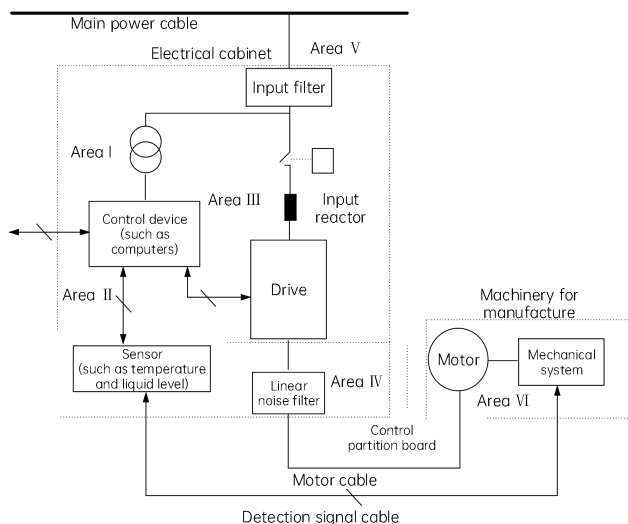 Main power cable
Area Ⅴ
Electrical cabinet
Input filter
Area Ⅰ
Area Ⅲ
Input
reactor
Control device
(such as
computers)
Area Ⅱ
Drive
Machinery for
manufacture
Sensor
(such as temperature
and liquid level)
Motor
Mechanical
system
Linear
noise filter
Area Ⅳ
Area Ⅵ
Control
partition board
Motor cable
Detection signal cable